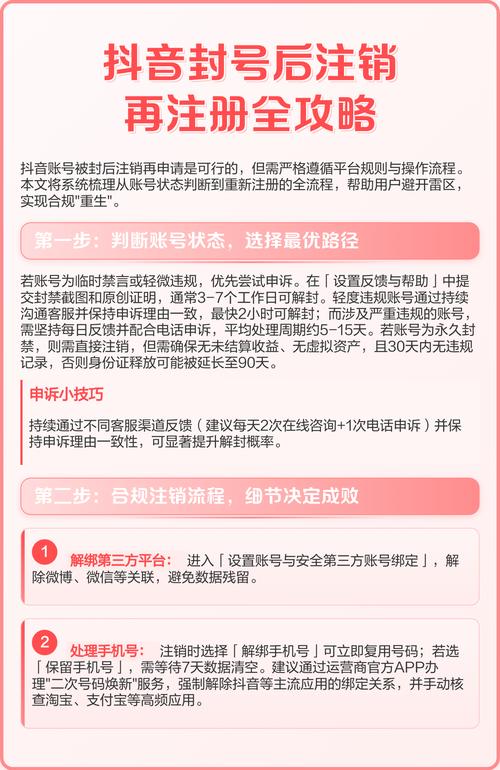 抖音封号后注销
再注册全攻略
抖音账号被封后注销再申请是可行的，但需严格遵循平台规则与操作流程。
本文将系统梳理从账号状态判断到重新注册的全流程，帮助用户避开雷区，
实现合规"重生"。
第一步：判断账号状态，选择最优路径
若账号为临时禁言或轻微违规，优先尝试申诉。在「设置反馈与帮助」中提
交封禁截图和原创证明，通常3-7个工作日可解封。轻度违规账号通过持续
沟通客服并保持申诉理由一致，最快2小时可解封；而涉及严重违规的账号，
需坚持每日反馈并配合电话申诉，平均处理周期约5-15天。若账号为永久封
禁，则需直接注销，但需确保无未结算收益、无虚拟资产，且30天内无违规
记录，否则身份证释放可能被延长至90天。
申诉小技巧
持续通过不同客服渠道反馈（建议每天2次在线咨询+1次电话申诉）并保
持申诉理由一致性，可显著提升解封概率。
第二步：合规注销流程，细节决定成败
1 解绑第三方平台： 进入「设置账号与安全第三方账号绑定」，解
除微博、微信等关联，避免数据残留。
2 处理手机号： 注销时选择「解绑手机号」可立即复用号码；若选
「保留手机号」，需等待7天数据清空。建议通过运营商官方APP办
理"二次号码焕新"服务，强制解除抖音等主流应用的绑定关系，并手动核
查淘宝、支付宝等高频应用。